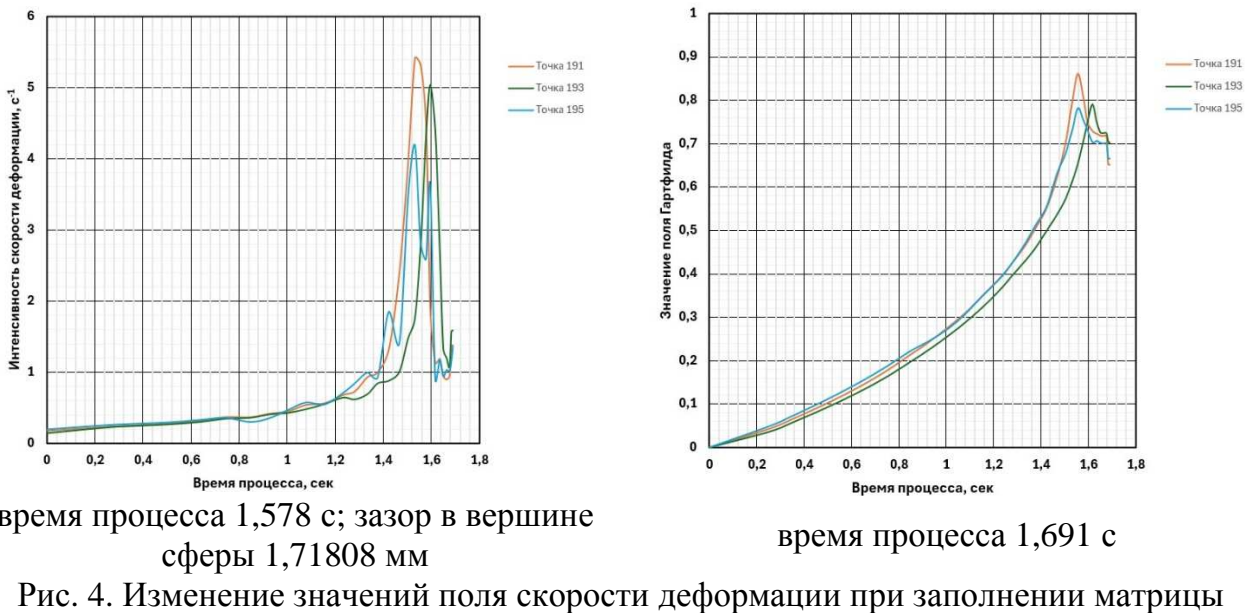 6
5
4
3
2
1
0
0 0,2 0,4 0,6 0,8 1 1,2 1,4 1,6 1,8
Интенсивность скорости деформации, с-1
Время процесса, сек
Точка 191
Точка 193
Точка 195
1
0,9
0,8
0,7
0,6
0,5
0,4
0,3
0,2
0,1
0
0 0,2 0,4 0,6 0,8 1 1,2 1,4 1,6 1,8
Значение поля Гартфилда
Время процесса, сек
Точка 191
Точка 193
Точка 195
время процесса 1,578 с; зазор в вершине
сферы 1,71808 мм
время процесса 1,691 с
Рис. 4. Изменение значений поля скорости деформации при заполнении матрицы